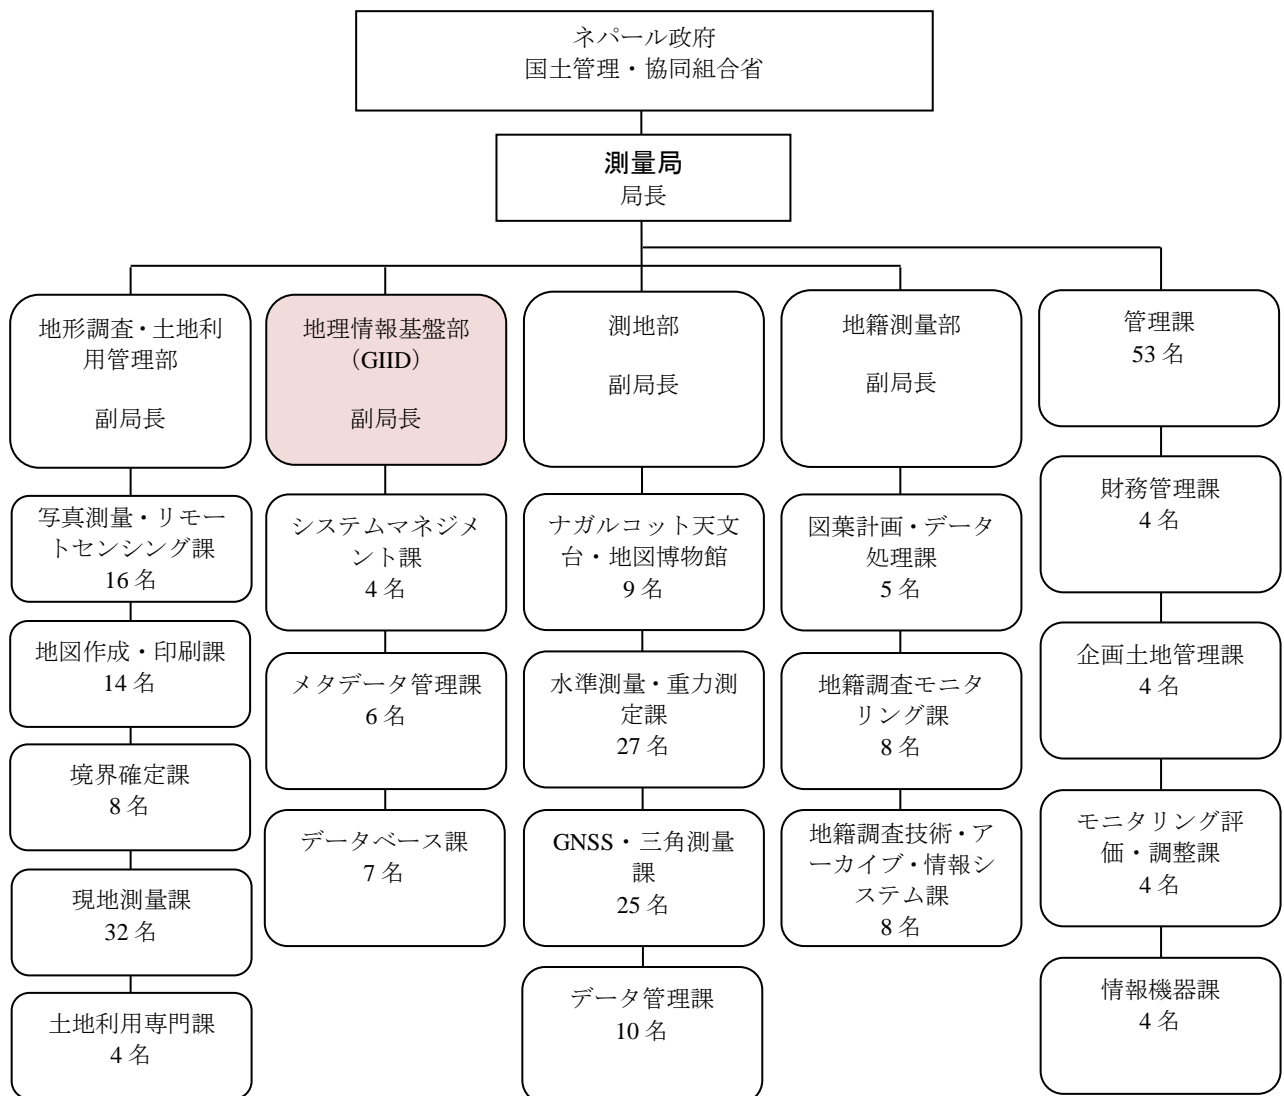 ネパール政府
国土管理・協同組合省
測量局
局長
地形調査・土地利
用管理部
副局長
写真測量・リモー
トセンシング課
16 名
地図作成・印刷課
14 名
境界確定課
8 名
現地測量課
32 名
土地利用専門課
4 名
地理情報基盤部
（GIID）
副局長
システムマネジメ
ント課
4 名
メタデータ管理課
6 名
データベース課
7 名
測地部
副局長
ナガルコット天文
台・地図博物館
9 名
水準測量・重力測
定課
27 名
GNSS・三角測量
課
25 名
データ管理課
10 名
地籍測量部
副局長
図葉計画・データ
処理課
5 名
地籍調査モニタ
リング課
8 名
地籍調査技術・ア
ーカイブ・情報シ
ステム課
8 名
管理課
53 名
財務管理課
4 名
企画土地管理課
4 名
モニタリング評
価・調整課
4 名
情報機器課
4 名